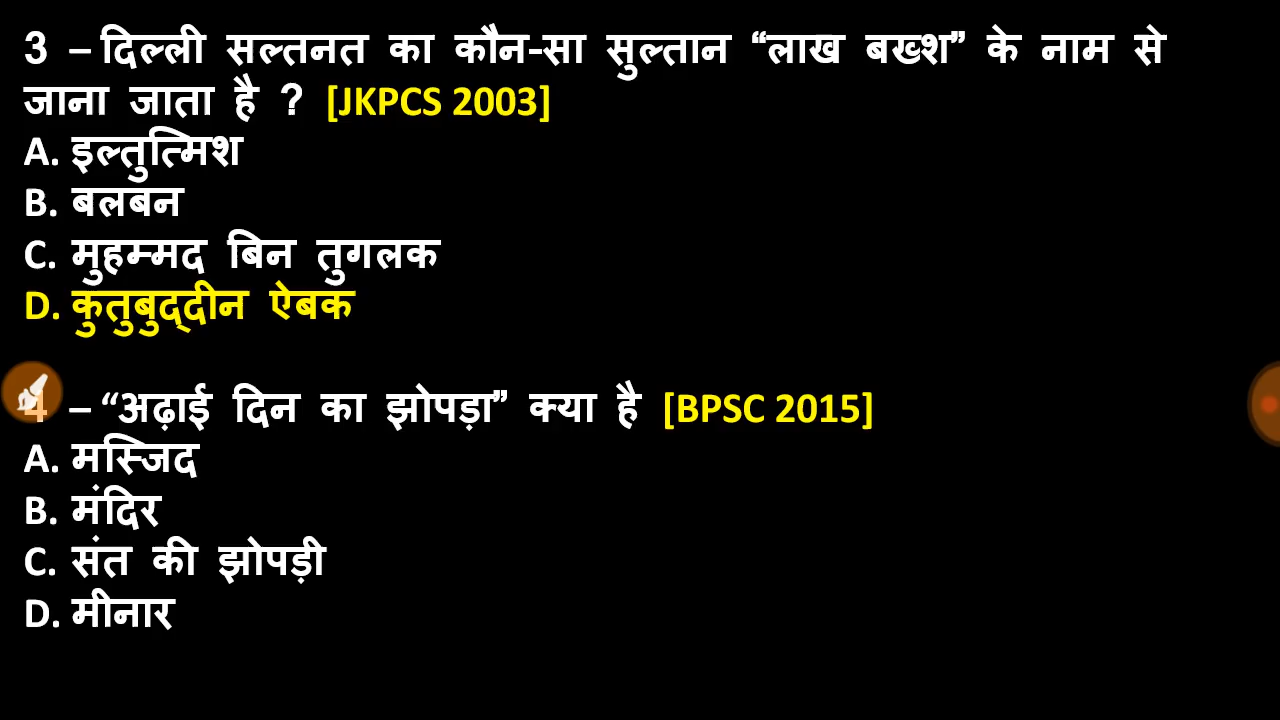 3 – दिल्ली सल्तनत का कौन-सा सुल्तान “लाख बख्श” के नाम से
जाना जाता है ? [JKPCS 2003]
A. इल्तुत्मिश
B. बलबन
C. मुहम्मद बिन तुगलक
D. कुतुबुद्दीन ऐबक
4 – “अढ़ाई दिन का झोपड़ा” क्या है [BPSC 2015]
A. मस्जिद
B. मंदिर
C. संत की झोपड़ी
D. मीनार